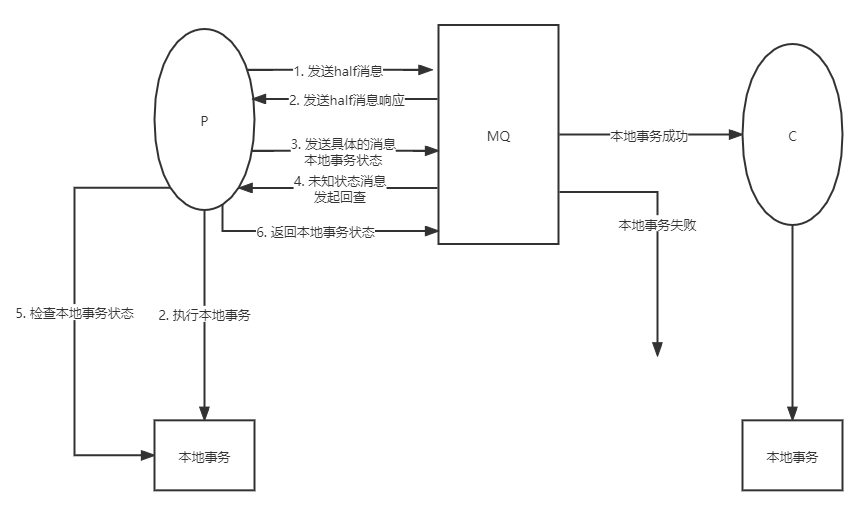 1. 发送half消息
P
2. 发送half消息响应
MQ
本地事务成功
C
3. 发送具体的消息
本地事务状态
4. 未知状态消息
发起回查
本地事务失败
6. 返回本地事务状态
5. 检查本地事务状态
2. 执行本地事务
本地事务
本地事务